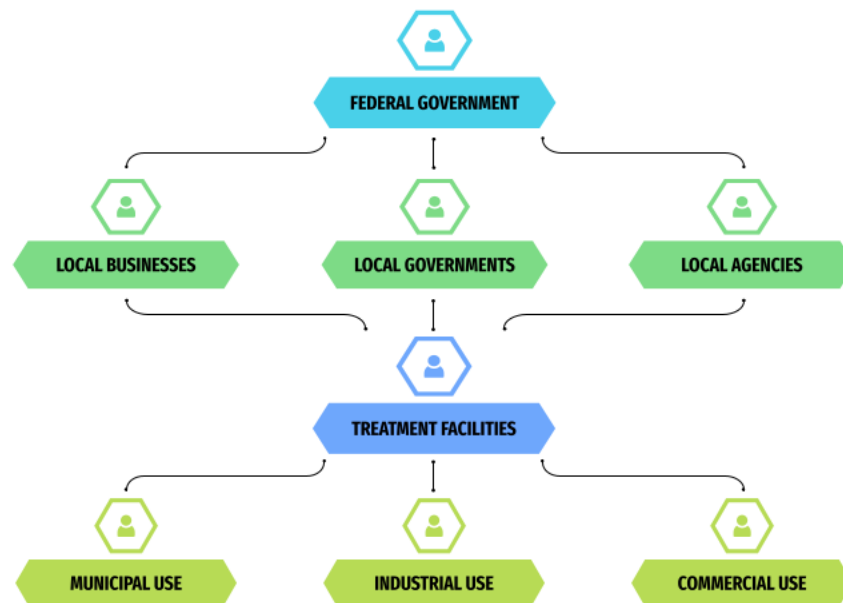 FEDERAL GOVERNMENT
LOCAL BUSINESSES
LOCAL GOVERNMENTS
LOCAL AGENCIES
TREATMENT FACILITIES
MUNICIPAL USE
INDUSTRIAL USE
COMMERCIAL USE